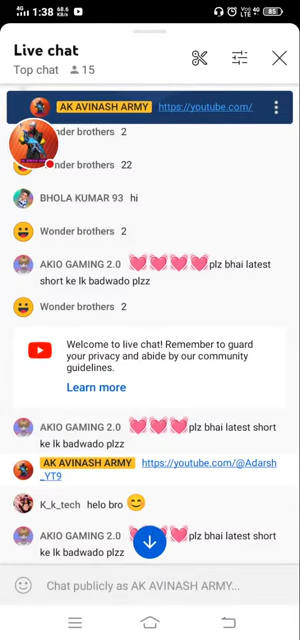 4G 1:38 68.6 K/s VO LTE 4G 85
Live chat
Top chat 15
AK AVINASH ARMY https://youtube.com/
nder brothers 2
nder brothers 22
BHOLA KUMAR 93 hi
Wonder brothers 2
AKIO GAMING 2.0 💓💓💓💓plz bhai latest
short ke lk badwado plzz
Wonder brothers 2
Welcome to live chat! Remember to guard
your privacy and abide by our community
guidelines.
Learn more
AKIO GAMING 2.0 💓💓💓plz bhai latest short
ke lk badwado plzz
AK AVINASH ARMY https://youtube.com/@Adarsh
_YT9
K_k_tech helo bro 😊
AKIO GAMING 2.0 💓💓💓plz bhai latest short
ke lk badwado plzz
Chat publicly as AK AVINASH ARMY...